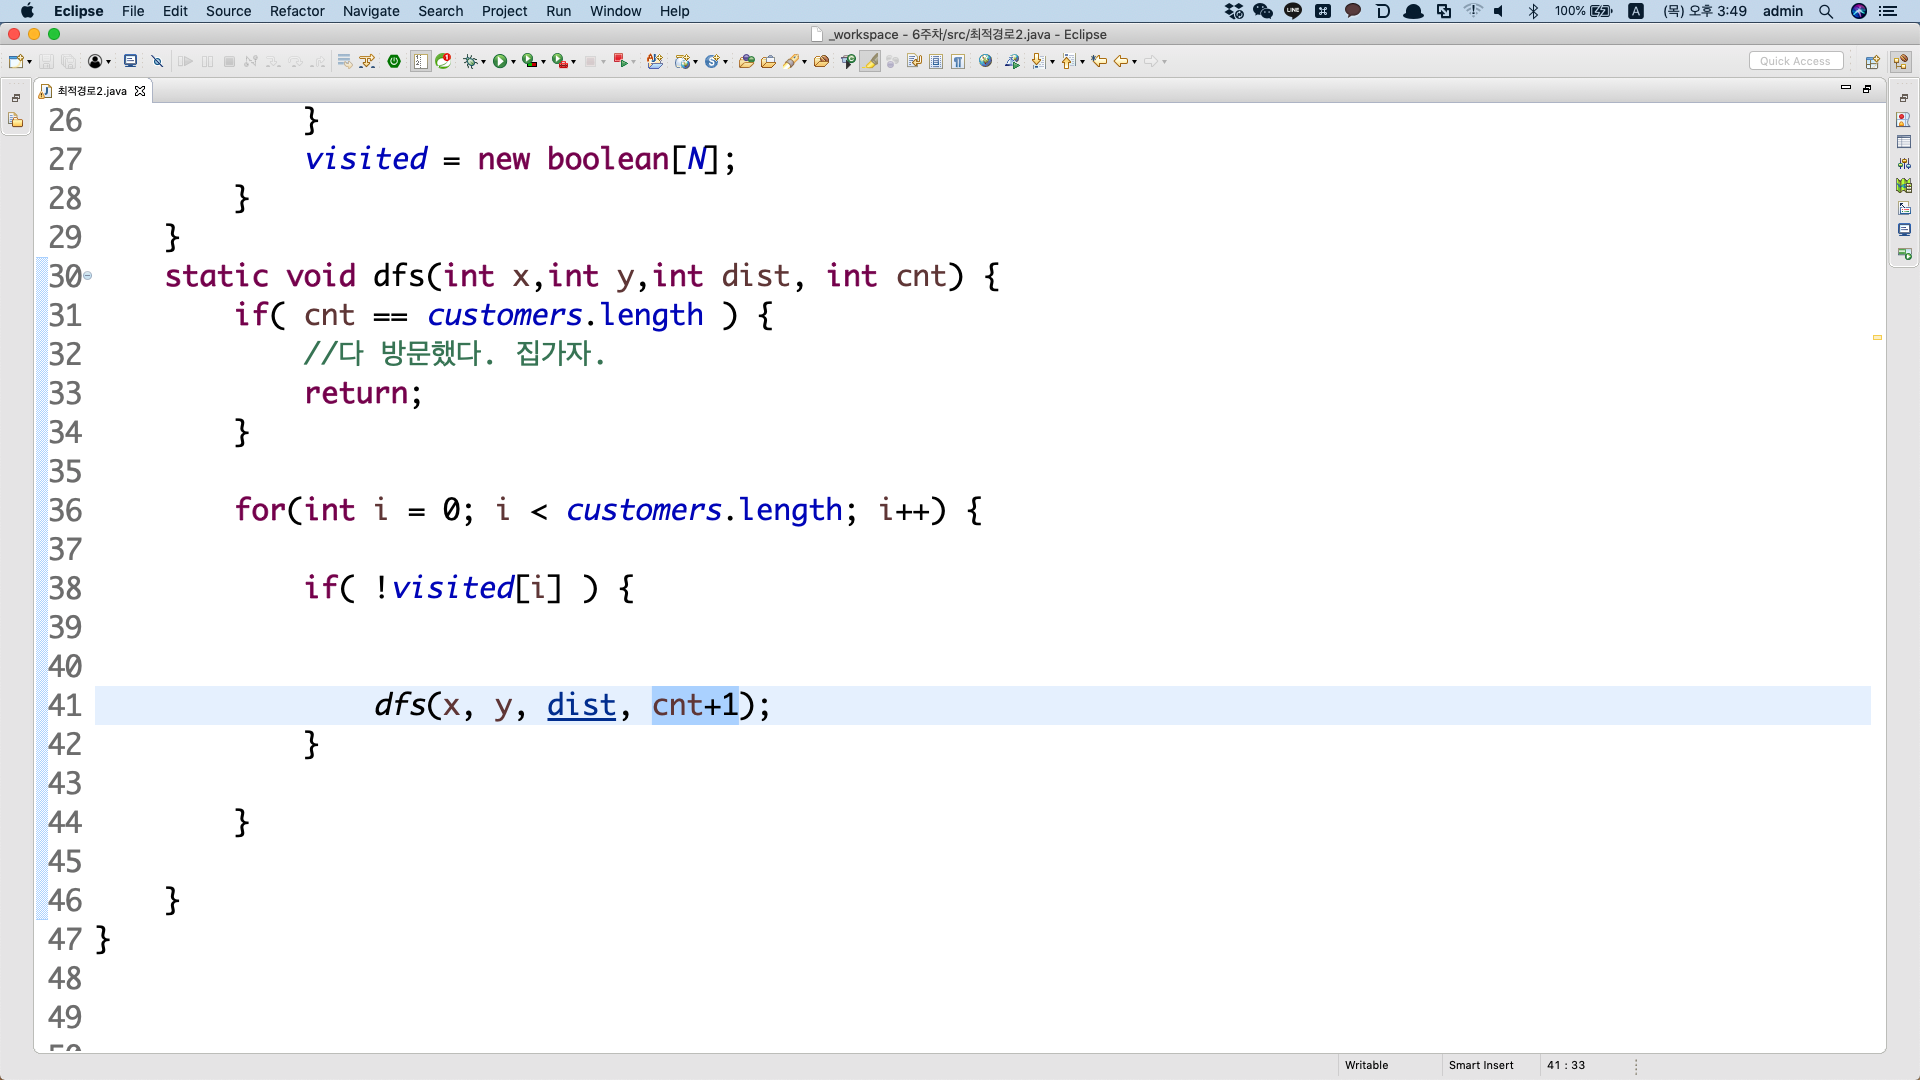 Eclipse File Edit Source Refactor Navigate Search Project Run Window Help 100% A (목) 오후 3:49 admin
_workspace - 6주차/src/최적경로2.java - Eclipse
Quick Access
최적경로2.java
26 }
27 visited = new boolean[N];
28 }
29 }
30 static void dfs(int x,int y,int dist, int cnt) {
31 if( cnt == customers.length ) {
32 //다 방문했다. 집가자.
33 return;
34 }
35
36 for(int i = 0; i < customers.length; i++) {
37
38 if( !visited[i] ) {
39
40
41 dfs(x, y, dist, cnt+1);
42 }
43
44 }
45
46 }
47 }
48
49
Writable Smart Insert 41 : 33